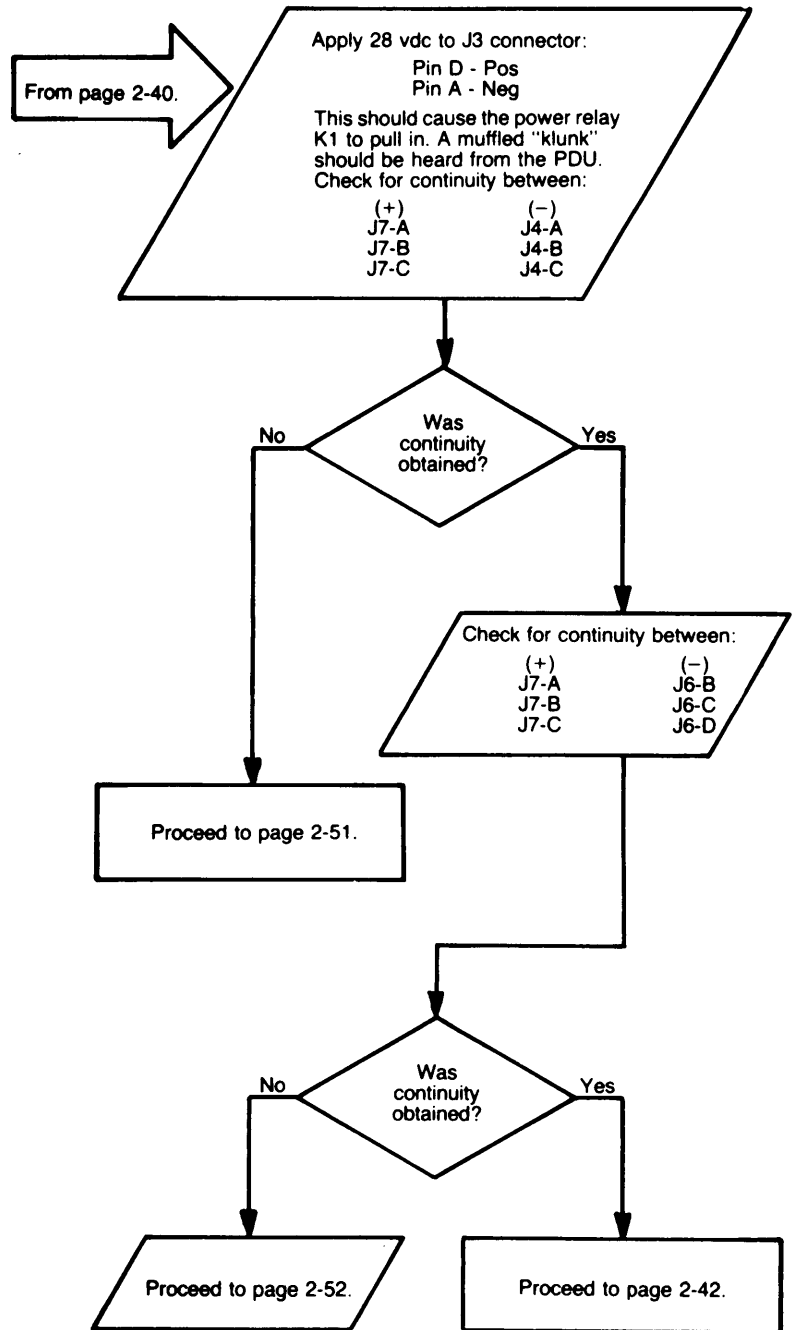 From page 2-40.
Apply 28 vdc to J3 connector:
Pin D - Pos
Pin A - Neg
This should cause the power relay
K1 to pull in. A muffled "klunk"
should be heard from the PDU.
Check for continuity between:
(+) (−)
J7-A J4-A
J7-B J4-B
J7-C J4-C
Was
continuity
obtained?
No
Yes
Check for continuity between:
(+) (−)
J7-A J6-B
J7-B J6-C
J7-C J6-D
Proceed to page 2-51.
Was
continuity
obtained?
No
Yes
Proceed to page 2-52.
Proceed to page 2-42.